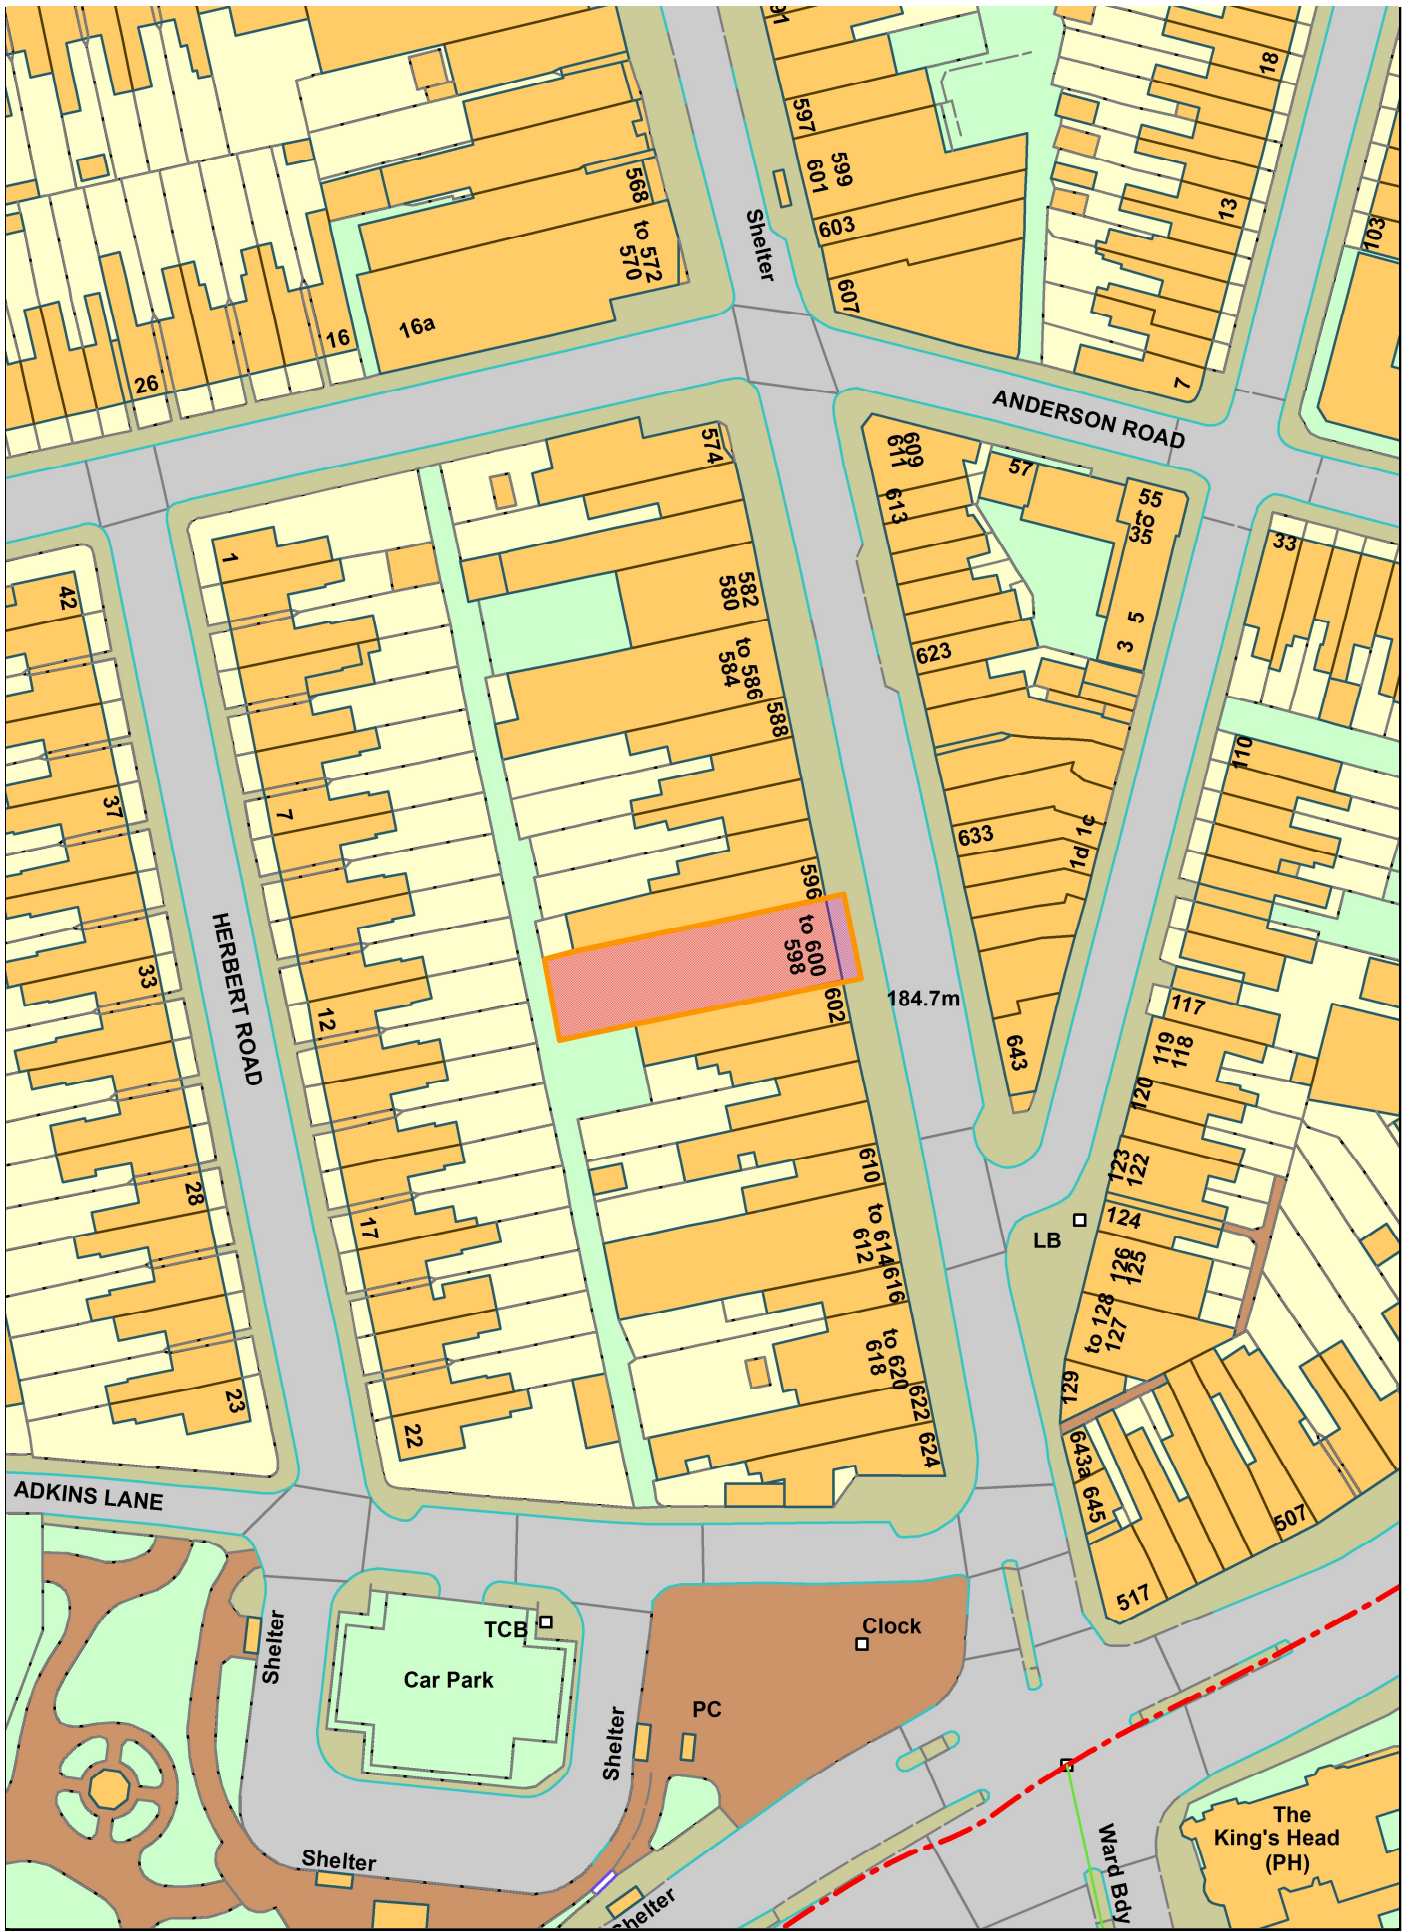 91
18
597
599
601
568
to 572
570
Shelter
603
13
103
607
16a
16
26
7
ANDERSON ROAD
574
609
611
57
613
55
to
35
33
1
42
582
580
5
3
623
to 586
584
588
110
37
7
633
1c
1d
596
to 600
598
HERBERT ROAD
33
12
602
184.7m
117
643
119
118
120
610
123
122
28
17
to 614
612
616
124
LB
126
125
to 128
127
to 620
618
129
23
22
622
624
643a
645
ADKINS LANE
507
517
TCB
Clock
Shelter
Car Park
PC
Shelter
The
King's Head
(PH)
Ward Bdy
Shelter
Shelter